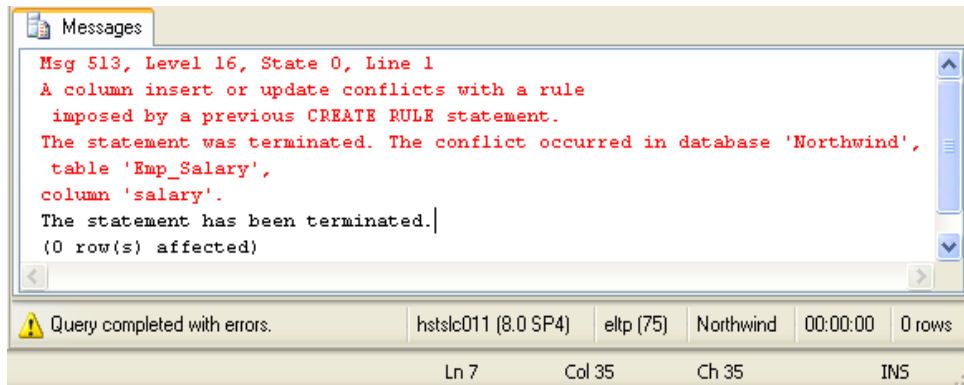 Messages
Msg 513, Level 16, State 0, Line 1
A column insert or update conflicts with a rule
imposed by a previous CREATE RULE statement.
The statement was terminated. The conflict occurred in database 'Northwind',
table 'Emp_Salary',
column 'salary'.
The statement has been terminated.
(0 row(s) affected)
Query completed with errors. hstslc011 (8.0 SP4) eltp (75) Northwind 00:00:00 0 rows
Ln 7 Col 35 Ch 35 INS